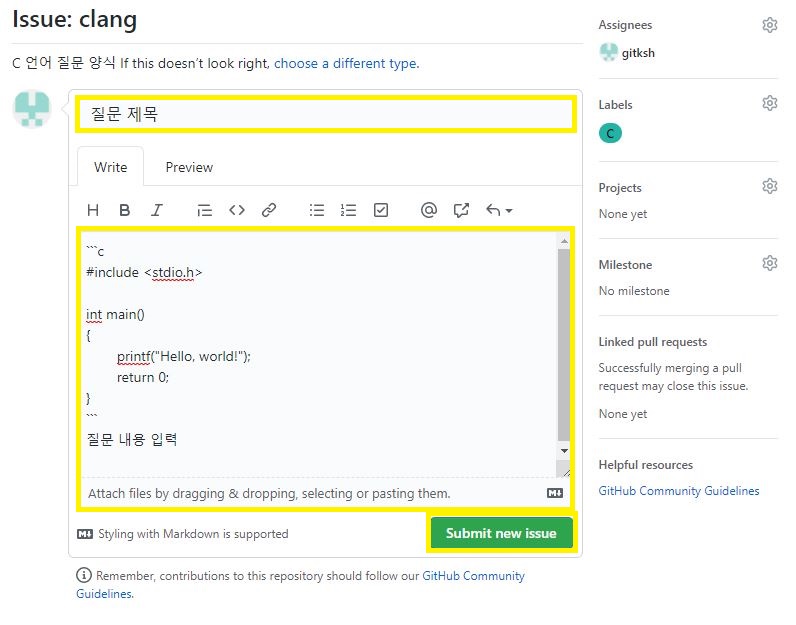 Issue: clang
C 언어 질문 양식 If this doesn't look right, choose a different type.
질문 제목
Write Preview
```c
#include <stdio.h>
int main()
{
printf("Hello, world!");
return 0;
}
```
질문 내용 입력
Attach files by dragging & dropping, selecting or pasting them.
Styling with Markdown is supported
Submit new issue
Remember, contributions to this repository should follow our GitHub Community
Guidelines.
Assignees
gitksh
Labels
C
Projects
None yet
Milestone
No milestone
Linked pull requests
Successfully merging a pull
request may close this issue.
None yet
Helpful resources
GitHub Community Guidelines